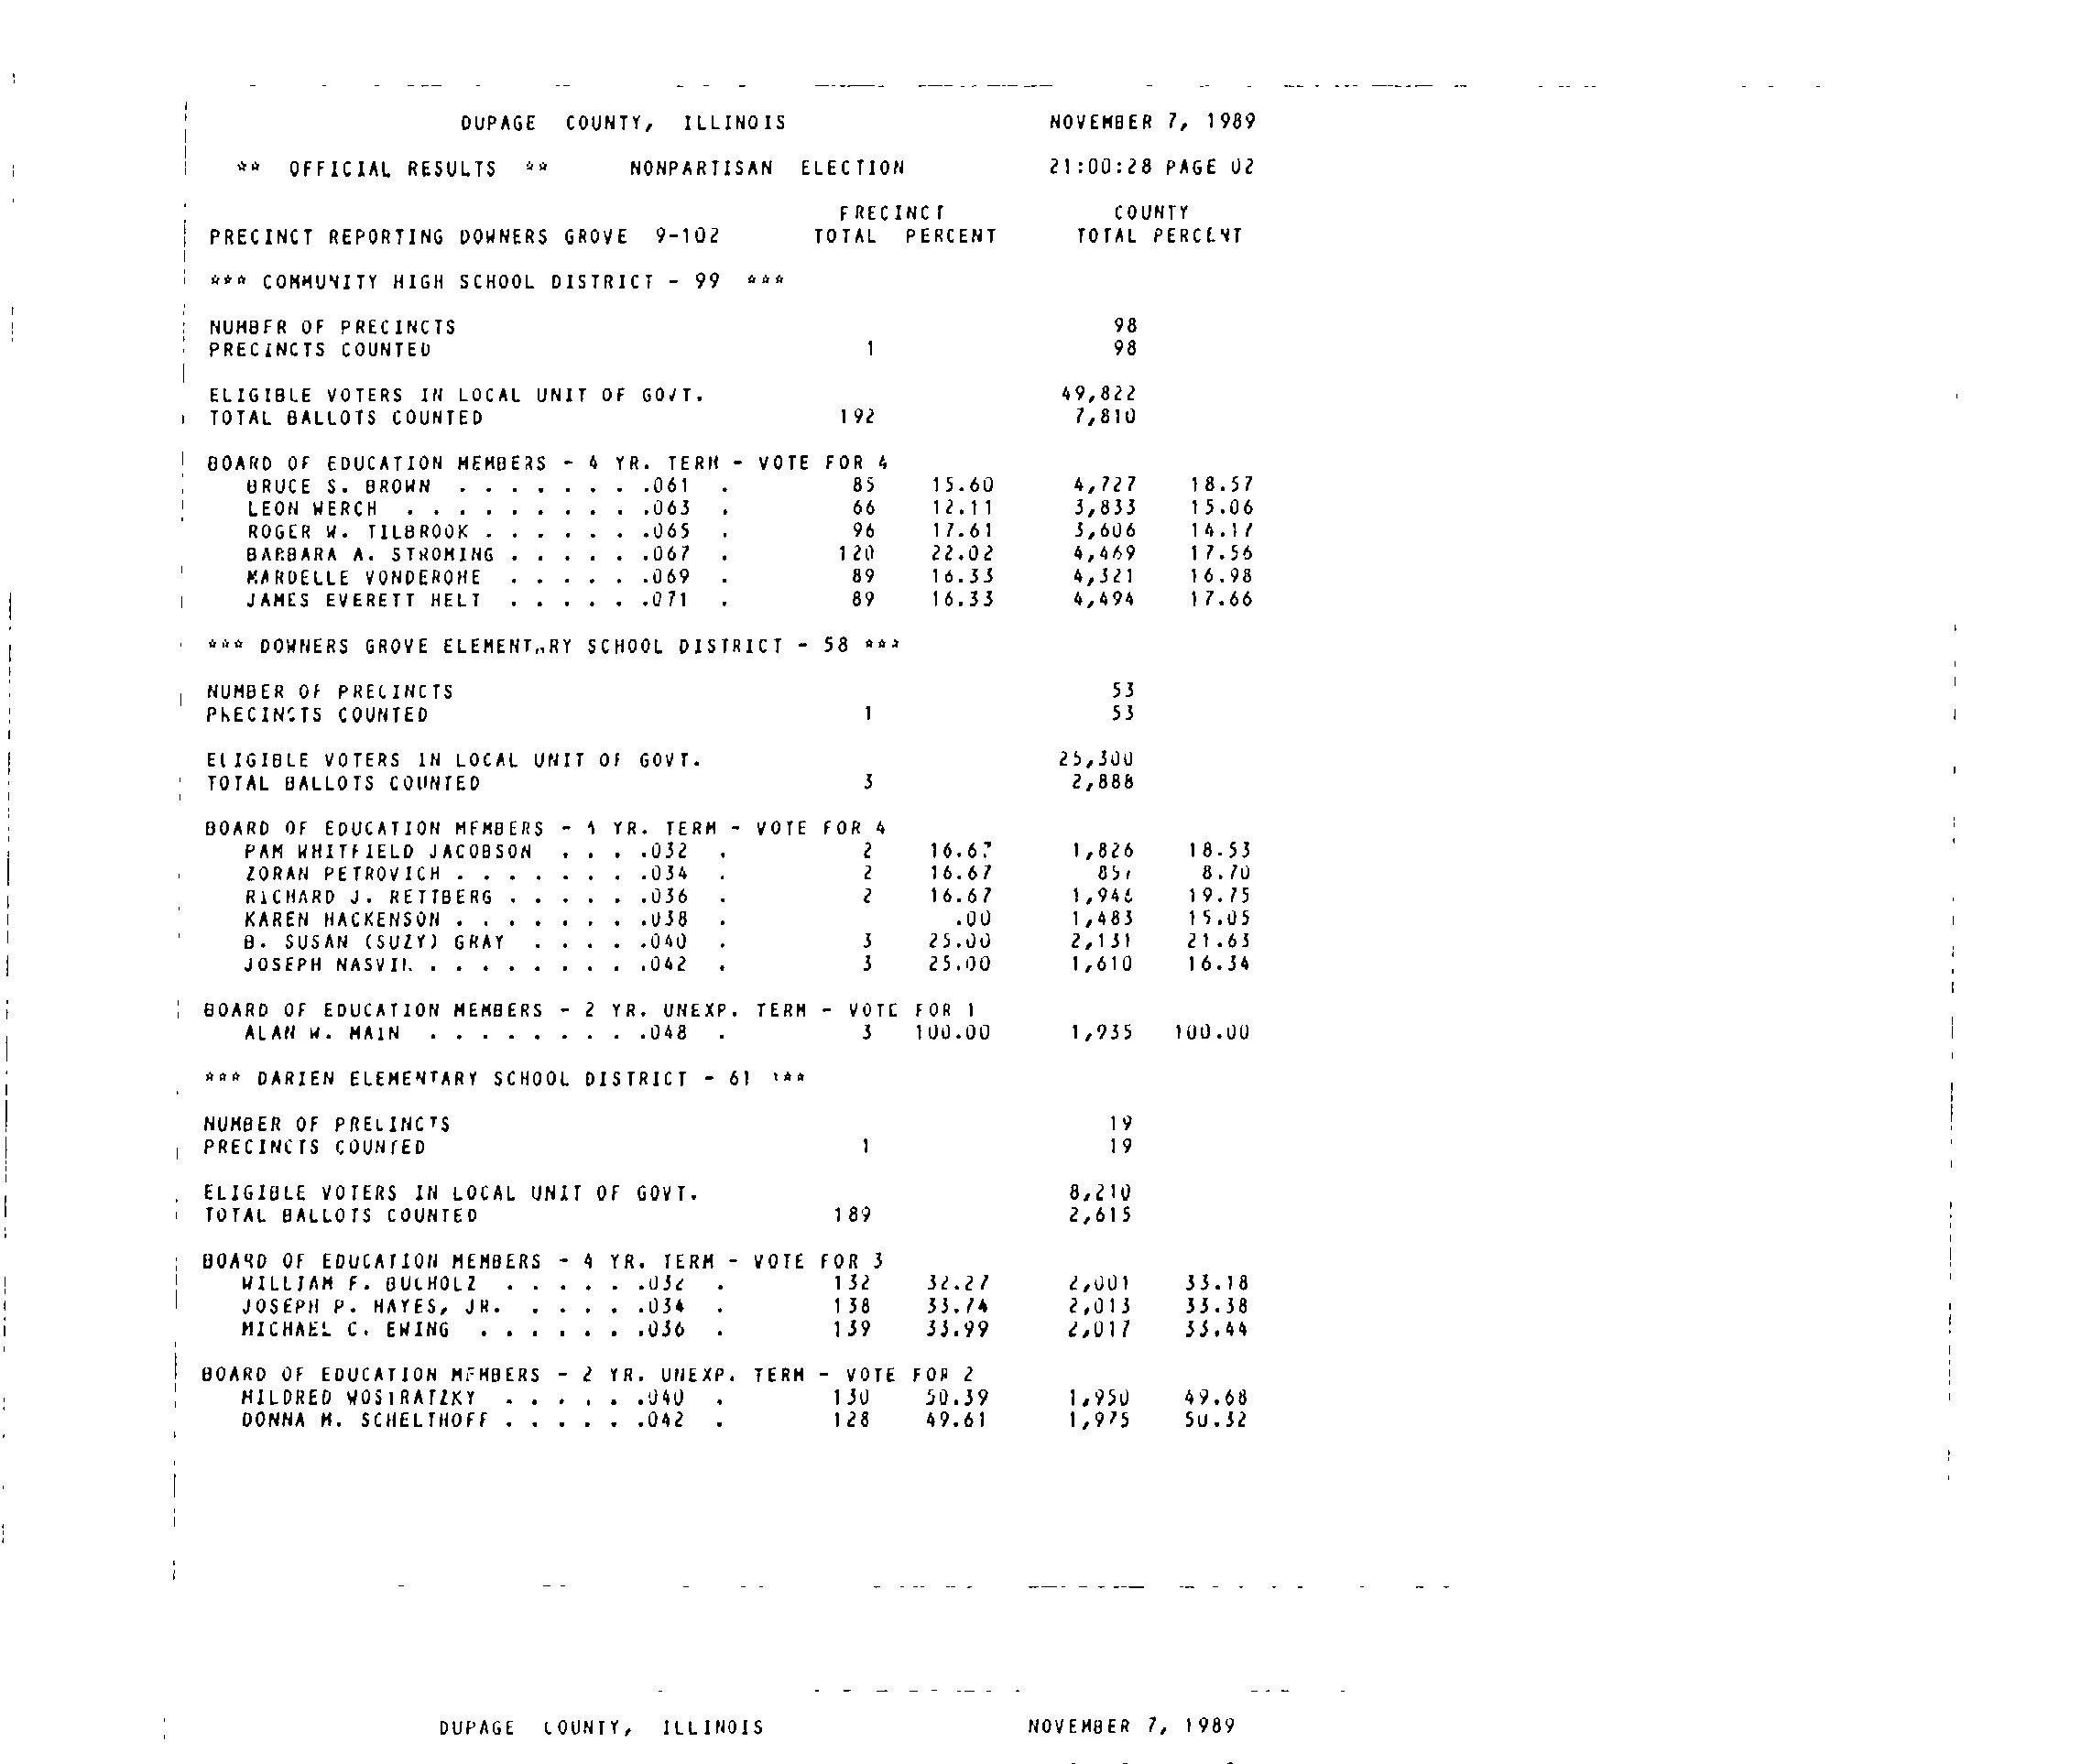 DUPAGE COUNTY, ILLINOIS NOVEMBER 7, 1989
** OFFICIAL RESULTS ** NONPARTISAN ELECTION 21:00:28 PAGE 02
PRECINCT COUNTY
PRECINCT REPORTING DOWNERS GROVE 9-102 TOTAL PERCENT TOTAL PERCENT
*** COMMUNITY HIGH SCHOOL DISTRICT - 99 ***
NUMBER OF PRECINCTS 98
PRECINCTS COUNTED 1 98
ELIGIBLE VOTERS IN LOCAL UNIT OF GOVT. 49,822
TOTAL BALLOTS COUNTED 192 7,810
BOARD OF EDUCATION MEMBERS - 4 YR. TERM - VOTE FOR 4
BRUCE S. BROWN . . . . . . . .061 . 85 15.60 4,727 18.57
LEON WERCH . . . . . . . . . .063 . 66 12.11 3,833 15.06
ROGER W. TILBROOK . . . . . . .065 . 96 17.61 3,606 14.17
BARBARA A. STROMING . . . . . .067 . 120 22.02 4,469 17.56
MARDELLE VONDEROHE . . . . . .069 . 89 16.33 4,321 16.98
JAMES EVERETT HELT . . . . . .071 . 89 16.33 4,494 17.66
*** DOWNERS GROVE ELEMENTARY SCHOOL DISTRICT - 58 ***
NUMBER OF PRECINCTS 53
PRECINCTS COUNTED 1 53
ELIGIBLE VOTERS IN LOCAL UNIT OF GOVT. 25,300
TOTAL BALLOTS COUNTED 3 2,888
BOARD OF EDUCATION MEMBERS - 4 YR. TERM - VOTE FOR 4
PAM WHITFIELD JACOBSON . . . .032 . 2 16.67 1,826 18.53
ZORAN PETROVICH . . . . . . . .034 . 2 16.67 857 8.70
RICHARD J. RETTBERG . . . . . .036 . 2 16.67 1,946 19.75
KAREN HACKENSON . . . . . . . .038 . .00 1,483 15.05
B. SUSAN (SUZY) GRAY . . . . .040 . 3 25.00 2,131 21.63
JOSEPH . . . . . . . . .042 . 3 25.00 1,610 16.34
BOARD OF EDUCATION MEMBERS - 2 YR. UNEXP. TERM - VOTE FOR 1
ALAN W. MAIN . . . . . . . . .048 . 3 100.00 1,935 100.00
*** DARIEN ELEMENTARY SCHOOL DISTRICT - 61 ***
NUMBER OF PRECINCTS 19
PRECINCTS COUNTED 1 19
ELIGIBLE VOTERS IN LOCAL UNIT OF GOVT. 8,210
TOTAL BALLOTS COUNTED 189 2,615
BOARD OF EDUCATION MEMBERS - 4 YR. TERM - VOTE FOR 3
WILLIAM F. BUCHOLZ . . . . . .032 . 132 32.27 2,001 33.18
JOSEPH P. HAYES, JR. . . . . .034 . 138 33.74 2,013 33.38
MICHAEL C. EWING . . . . . . .036 . 139 33.99 2,017 33.44
BOARD OF EDUCATION MEMBERS - 2 YR. UNEXP. TERM - VOTE FOR 2
MILDRED WOSTRATZKY . . . . . .040 . 130 50.39 1,950 49.68
DONNA M. SCHELTHOFF . . . . . .042 . 128 49.61 1,975 50.32
DUPAGE COUNTY, ILLINOIS NOVEMBER 7, 1989